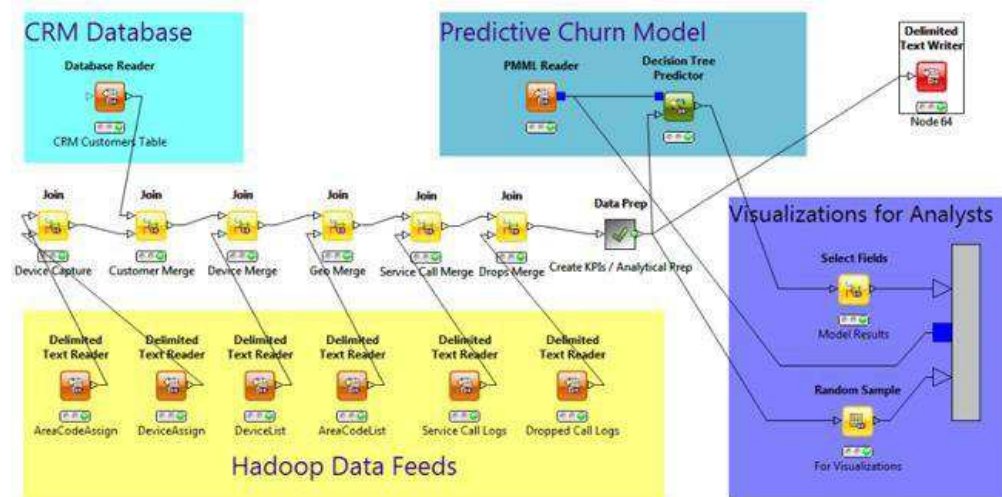 CRM Database
Database Reader
CRM Customers Table
Predictive Churn Model
PMML Reader
Decision Tree
Predictor
Delimited
Text Writer
Node 64
Join
Device Capture
Join
Customer Merge
Join
Device Merge
Join
Geo Merge
Join
Service Call Merge
Join
Drops Merge
Data Prep
Create KPIs / Analytical Prep
Visualizations for Analysts
Select Fields
Model Results
Random Sample
For Visualizations
Delimited
Text Reader
AreaCodeAssign
Delimited
Text Reader
DeviceAssign
Delimited
Text Reader
DeviceList
Delimited
Text Reader
AreaCodeList
Delimited
Text Reader
Service Call Logs
Delimited
Text Reader
Dropped Call Logs
Hadoop Data Feeds